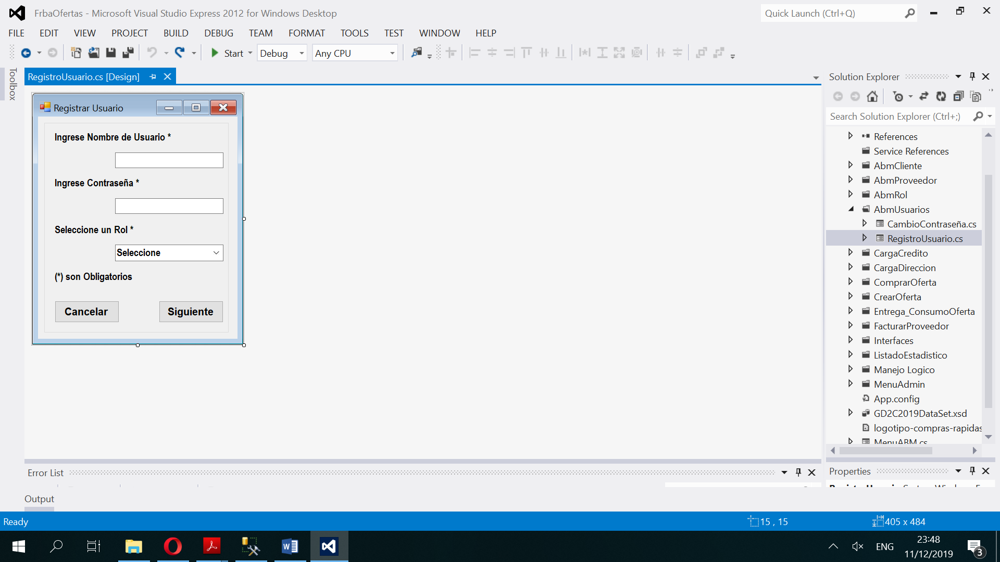 FrbaOfertas - Microsoft Visual Studio Express 2012 for Windows Desktop
Quick Launch (Ctrl+Q)
FILE EDIT VIEW PROJECT BUILD DEBUG TEAM FORMAT TOOLS TEST WINDOW HELP
Start Debug Any CPU
Toolbox
RegistroUsuario.cs [Design]
Registrar Usuario
Ingrese Nombre de Usuario *
Ingrese Contraseña *
Seleccione un Rol *
Seleccione
(*) son Obligatorios
Cancelar Siguiente
Solution Explorer
Search Solution Explorer (Ctrl+;)
References
Service References
AbmCliente
AbmProveedor
AbmRol
AbmUsuarios
CambioContraseña.cs
RegistroUsuario.cs
CargaCredito
CargaDireccion
ComprarOferta
CrearOferta
Entrega_ConsumoOferta
FacturarProveedor
Interfaces
ListadoEstadistico
Manejo Logico
MenuAdmin
App.config
GD2C2019DataSet.xsd
logotipo-compras-rapidas
MenuABM.cs
Error List
Properties
Output
Ready
15 , 15
405 x 484
ENG
23:48
11/12/2019
3